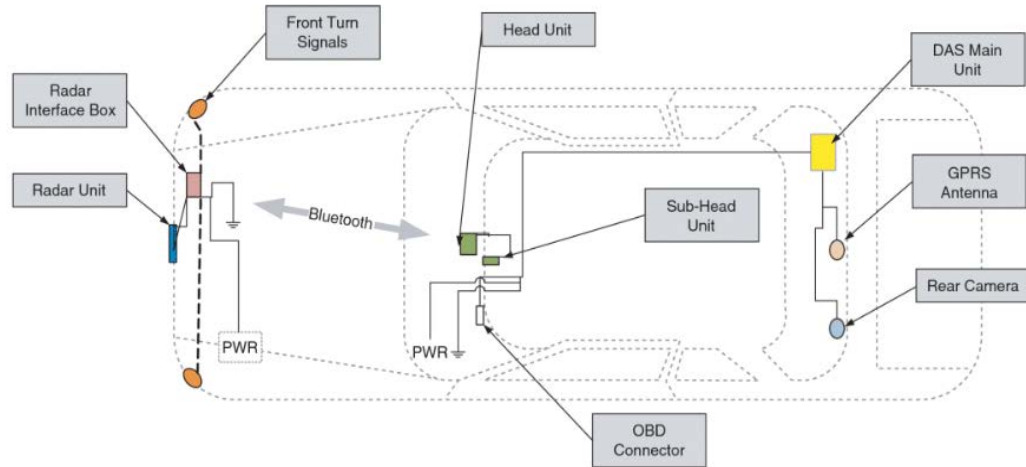 Front Turn
Signals
Head Unit
DAS Main
Unit
Radar
Interface Box
Radar Unit
GPRS
Antenna
Bluetooth
Sub-Head
Unit
Rear Camera
PWR
PWR
OBD
Connector